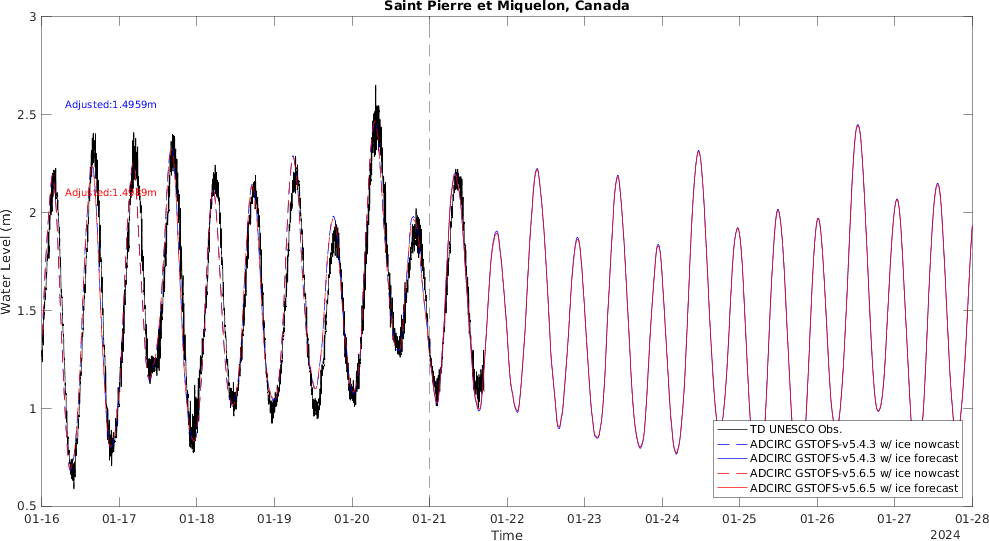 Saint Pierre et Miquelon, Canada
3
2.5
2
1.5
1
0.5
Water Level (m)
Adjusted:1.4959m
TD UNESCO Obs.
ADCIRC GSTOFS-v5.4.3 w/ ice nowcast
ADCIRC GSTOFS-v5.4.3 w/ ice forecast
ADCIRC GSTOFS-v5.6.5 w/ ice nowcast
ADCIRC GSTOFS-v5.6.5 w/ ice forecast
01-16 01-17 01-18 01-19 01-20 01-21 01-22 01-23 01-24 01-25 01-26 01-27 01-28
Time 2024